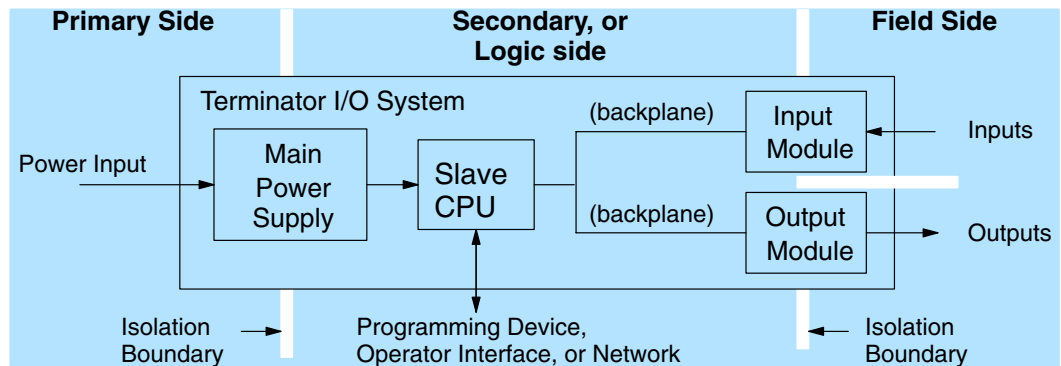 Primary Side
Secondary, or
Logic side
Field Side
Terminator I/O System
(backplane)
Input
Module
Inputs
Power Input
Main
Power
Supply
Slave
CPU
(backplane)
Output
Module
Outputs
Isolation
Boundary
Programming Device,
Operator Interface, or Network
Isolation
Boundary